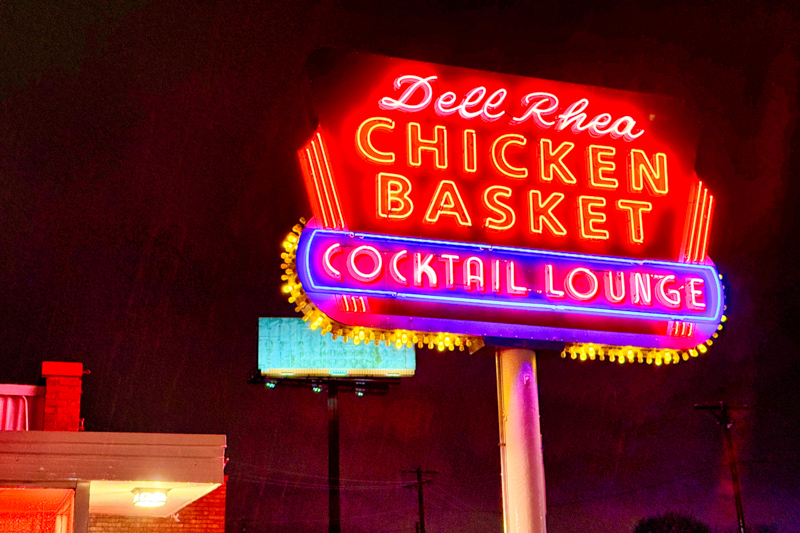 Dell Rhea
CHICKEN
BASKET
COCKTAIL LOUNGE